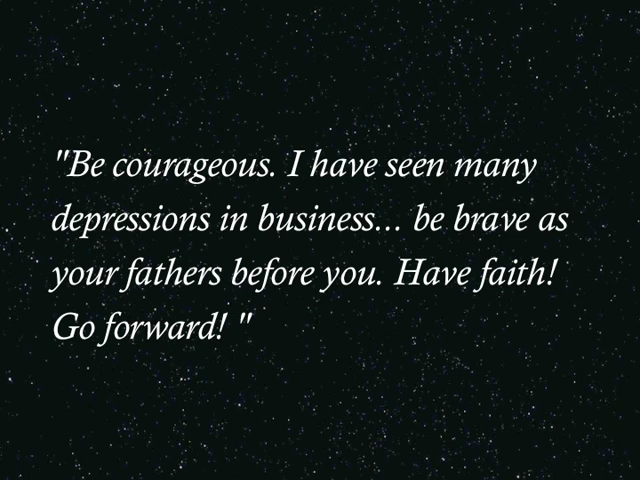 "Be courageous. I have seen many
depressions in business... be brave as
your fathers before you. Have faith!
Go forward! "